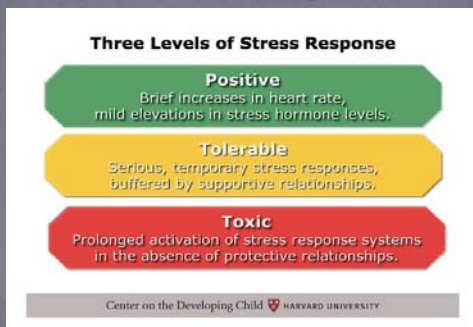 Three Levels of Stress Response
Positive
Brief increases in heart rate,
mild elevations in stress hormone levels.
Tolerable
Serious, temporary stress responses,
buffered by supportive relationships.
Toxic
Prolonged activation of stress response systems
in the absence of protective relationships.
Center on the Developing Child HARVARD UNIVERSITY